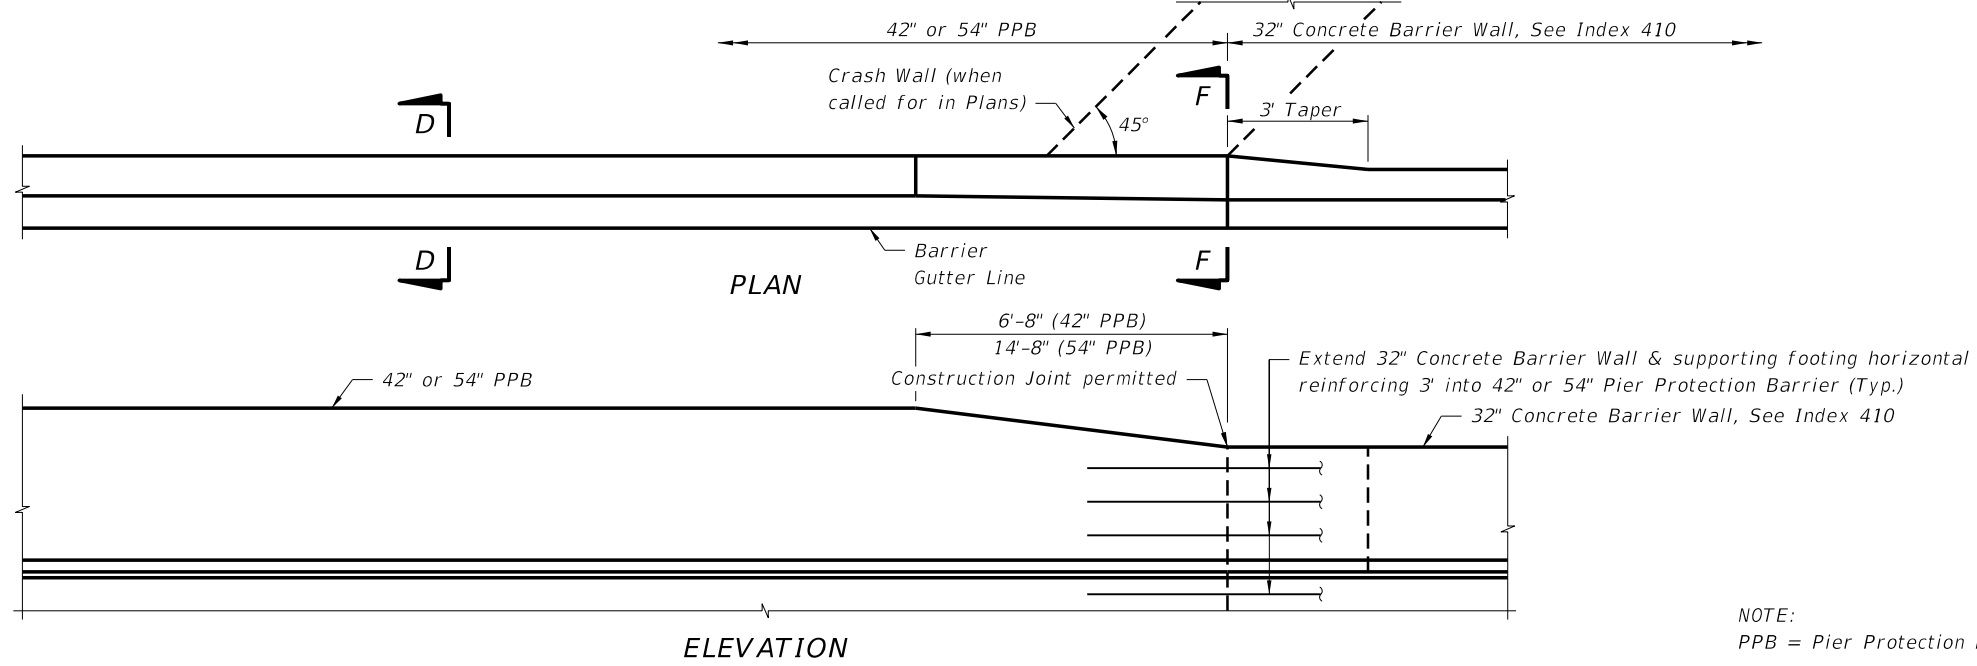 42" or 54" PPB
32" Concrete Barrier Wall, See Index 410
Crash Wall (when
called for in Plans)
F
3' Taper
D
45°
D
F
Barrier
Gutter Line
PLAN
6'-8" (42" PPB)
14'-8" (54" PPB)
Extend 32" Concrete Barrier Wall & supporting footing horizontal
reinforcing 3' into 42" or 54" Pier Protection Barrier (Typ.)
Construction Joint permitted
42" or 54" PPB
32" Concrete Barrier Wall, See Index 410
NOTE:
PPB = Pier Protection
ELEVATION